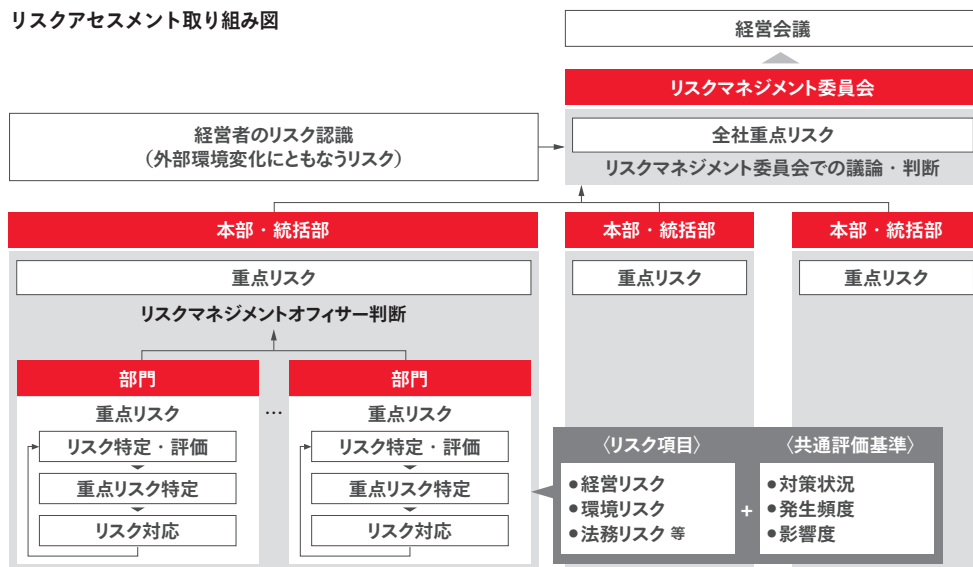 リスクアセスメント取り組み図
経営会議
リスクマネジメント委員会
経営者のリスク認識
（外部環境変化にともなうリスク）
全社重点リスク
リスクマネジメント委員会での議論・判断
本部・統括部
重点リスク
リスクマネジメントオフィサー判断
部門
重点リスク
リスク特定・評価
重点リスク特定
リスク対応
…
部門
重点リスク
リスク特定・評価
重点リスク特定
リスク対応
本部・統括部
重点リスク
本部・統括部
重点リスク
〈リスク項目〉
●経営リスク
●環境リスク
●法務リスク 等
+
〈共通評価基準〉
●対策状況
●発生頻度
●影響度